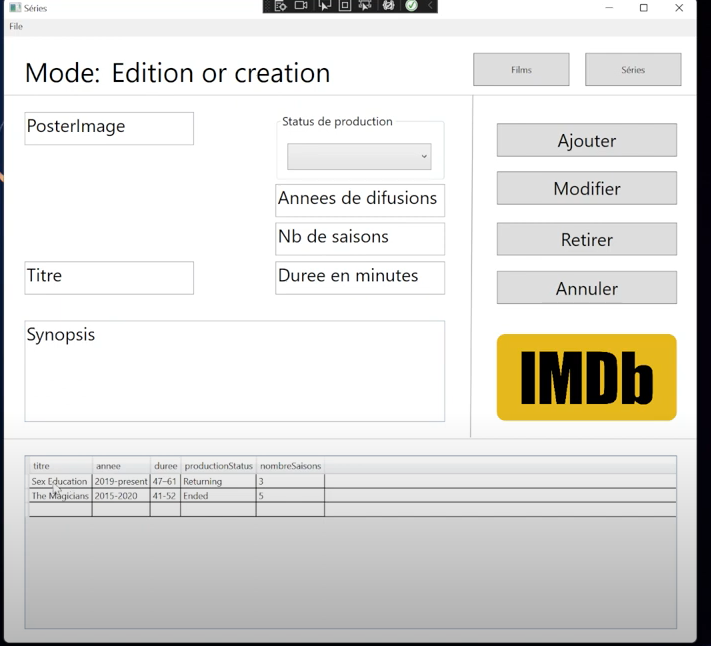 Séries
File
Mode: Edition or creation
Films
Séries
PosterImage
Status de production
Ajouter
Modifier
Annees de difusions
Nb de saisons
Retirer
Titre
Duree en minutes
Annuler
Synopsis
IMDb
titre annee duree productionStatus nombreSaisons
Sex Education 2019-present 47-61 Returning 3
The Magicians 2015-2020 41-52 Ended 5